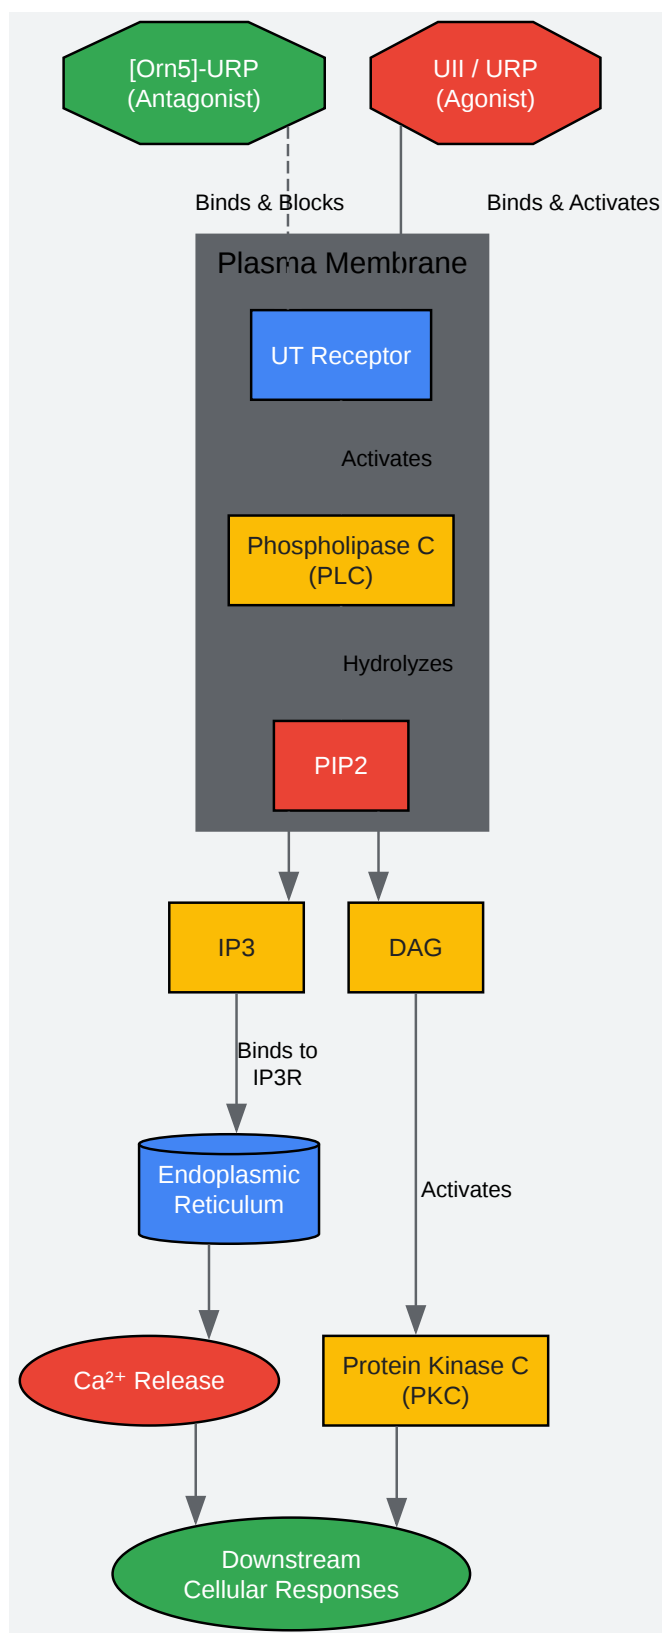 [Orn5]-URP
(Antagonist)
UII / URP
(Agonist)
Binds & Blocks
Binds & Activates
Plasma Membrane
UT Receptor
Activates
Phospholipase C
(PLC)
Hydrolyzes
PIP2
IP3
DAG
Binds to
IP3R
Endoplasmic
Reticulum
Activates
Ca²⁺ Release
Protein Kinase C
(PKC)
Downstream
Cellular Responses